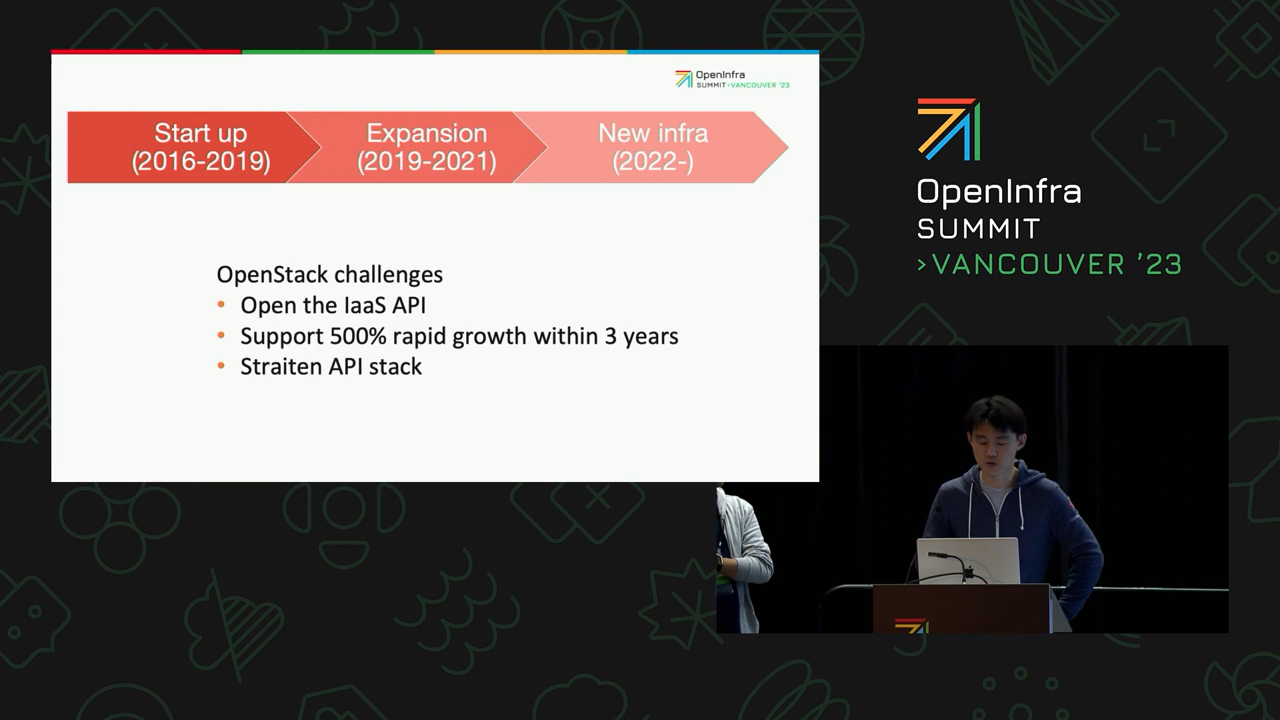 OpenInfra
SUMMIT >VANCOUVER '23
Start up
(2016-2019)
Expansion
(2019-2021)
New infra
(2022-)
OpenStack challenges
• Open the IaaS API
• Support 500% rapid growth within 3 years
• Straiten API stack
OpenInfra
SUMMIT
>VANCOUVER '23